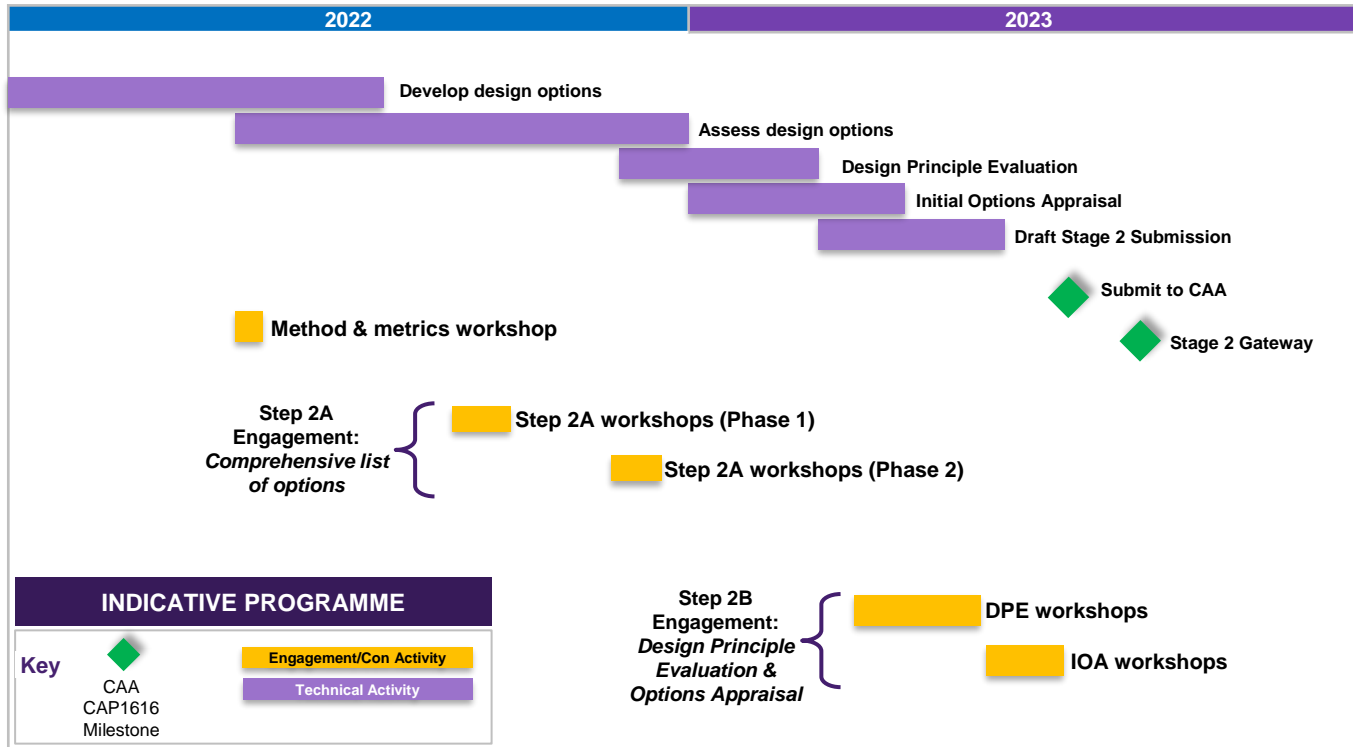 2022
2023
Develop design options
Assess design options
Design Principle Evaluation
Initial Options Appraisal
Draft Stage 2 Submission
Submit to CAA
Stage 2 Gateway
Method & metrics workshop
Step 2A
Engagement:
Comprehensive list
of options
Step 2A workshops (Phase 1)
Step 2A workshops (Phase 2)
Step 2B
Engagement:
Design Principle
Evaluation &
Options Appraisal
DPE workshops
IOA workshops
INDICATIVE PROGRAMME
Key
CAA
CAP1616
Milestone
Engagement/Con Activity
Technical Activity